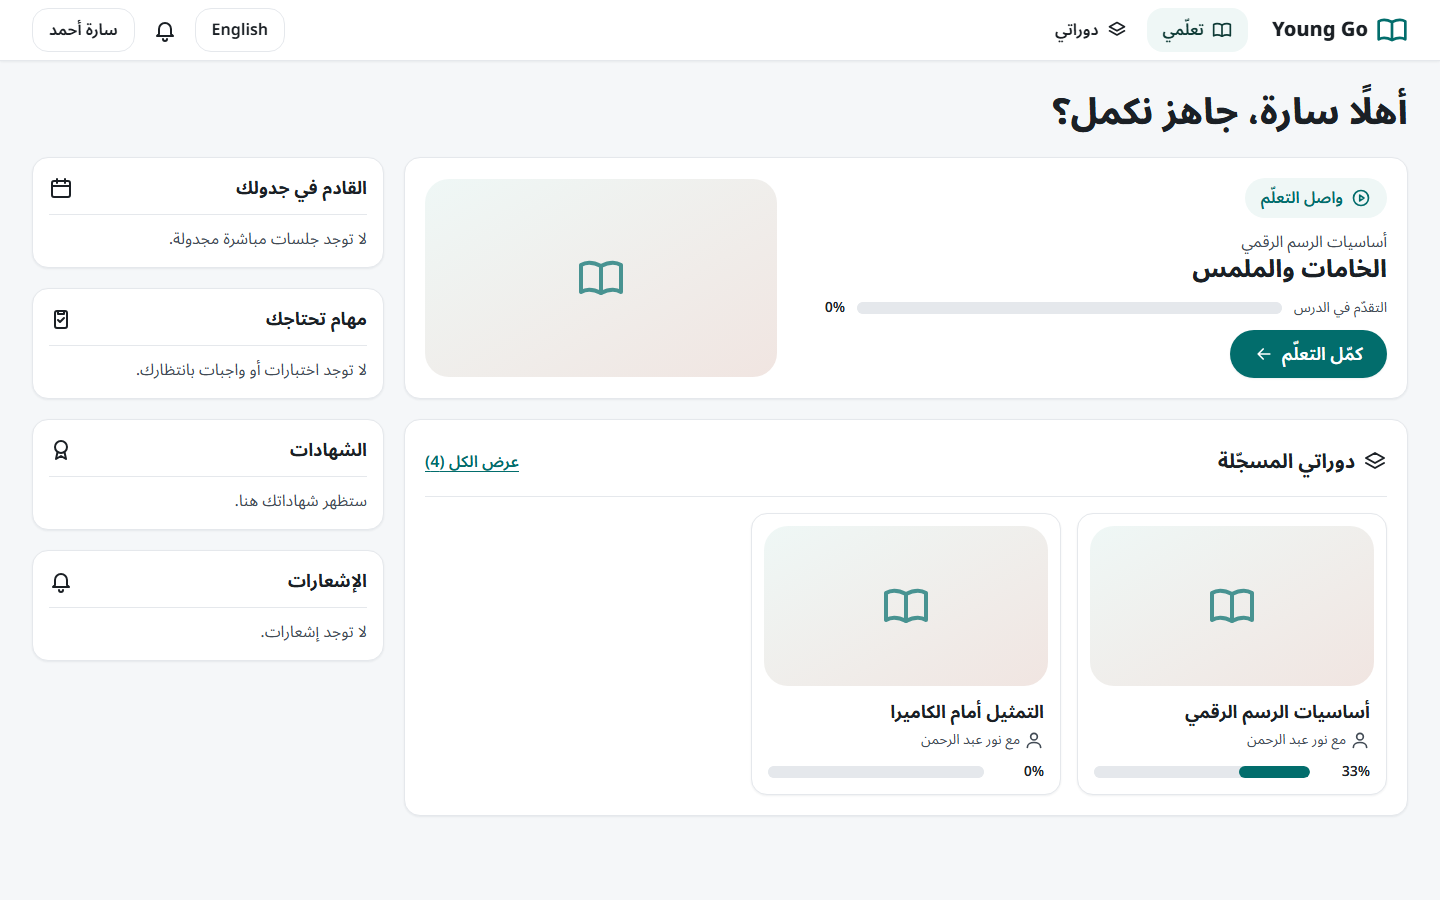 Young Go
تعلّمي
دوراتي
English
سارة أحمد
أهلًا سارة، جاهز نكمل؟
واصل التعلّم
أساسيات الرسم الرقمي
الخامات والملمس
التقدّم في الدرس 0%
كمّل التعلّم
دوراتي المسجّلة
عرض الكل (4)
أساسيات الرسم الرقمي
مع نور عبد الرحمن
33%
التمثيل أمام الكاميرا
مع نور عبد الرحمن
0%
القادم في جدولك
لا توجد جلسات مباشرة مجدولة.
مهام تحتاجك
لا توجد اختبارات أو واجبات بانتظارك.
الشهادات
ستظهر شهاداتك هنا.
الإشعارات
لا توجد إشعارات.